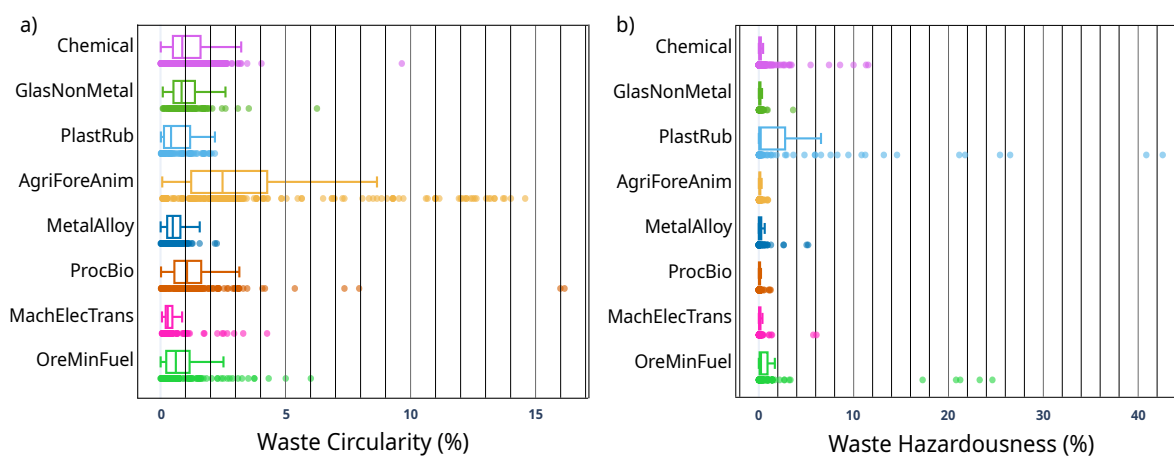 a)
Chemical
GlasNonMetal
PlastRub
AgriForeAnim
MetalAlloy
ProcBio
MachElecTrans
OreMinFuel
0 5 10 15
Waste Circularity (%)
b)
Chemical
GlasNonMetal
PlastRub
AgriForeAnim
MetalAlloy
ProcBio
MachElecTrans
OreMinFuel
0 10 20 30 40
Waste Hazardousness (%)